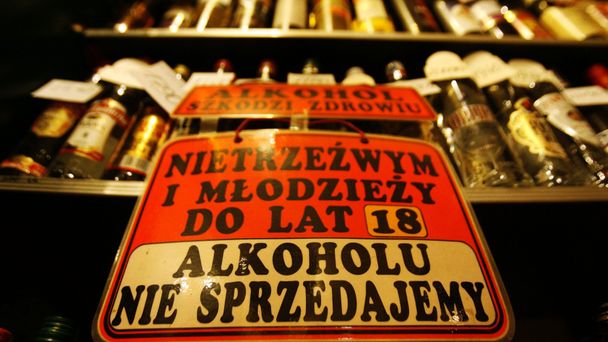 ALKOHOL
SZKODZI ZDROWIU
NIETRZEŹWYM
I MŁODZIEŻY
DO LAT 18
ALKOHOLU
NIE SPRZEDAJEMY